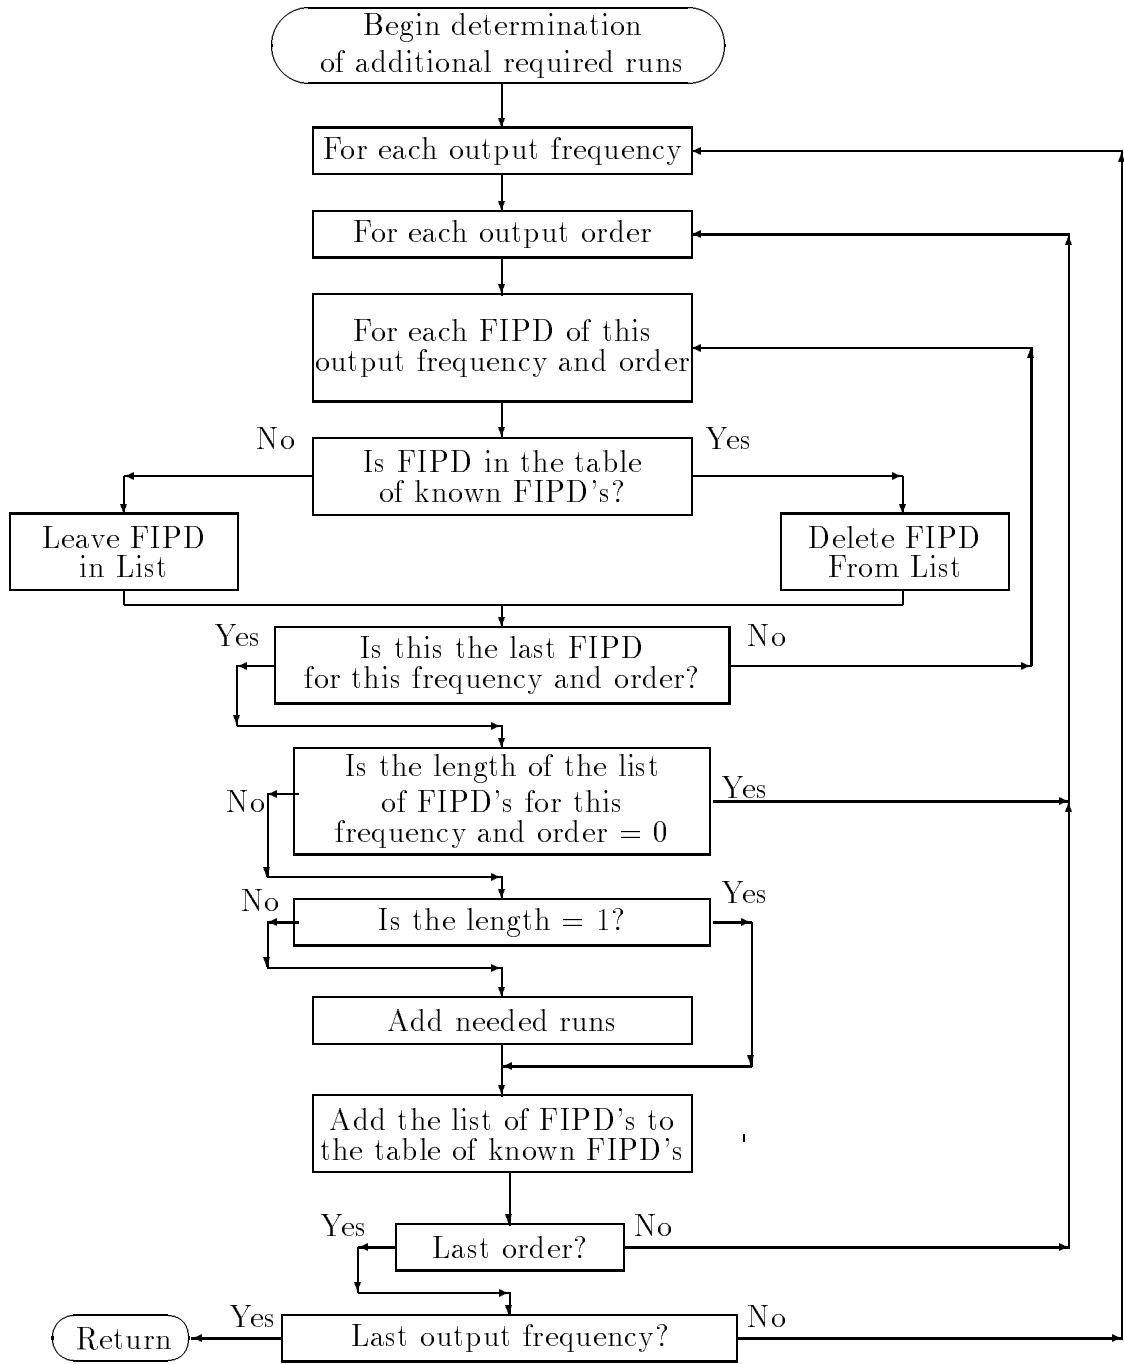 Begin determination
of additional required runs
For each output frequency
For each output order
For each FIPD of this
output frequency and order
No
Yes
Is FIPD in the table
of known FIPD's?
Leave FIPD
in List
Delete FIPD
From List
Yes
No
Is this the last FIPD
for this frequency and order?
Is the length of the list
of FIPD's for this
frequency and order = 0
No
Yes
No
Yes
Is the length = 1?
Add needed runs
Add the list of FIPD's to
the table of known FIPD's
Yes
No
Last order?
Yes
No
Last output frequency?
Return